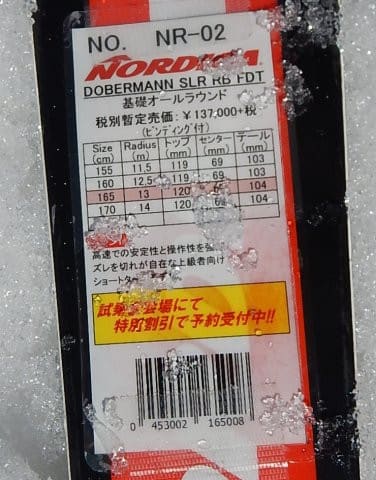 NO. NR-02
NORDICA
DOBERMANN SLR RB FDT
基礎オールラウンド
税別暫定売価：￥137,000+税
(ビンディング付)
Size (cm) Radius (m) トップ (mm) センター (mm) テール (mm)
155 11.5 119 69 103
160 12.5 119 69 103
165 13 120 104
170 14 120 104
高速での安定性と操作性を
ズレを切れが自在な上級者向け
ショートター
試乗会会場にて
特別割引で予約受付中!!
0 453002 165008